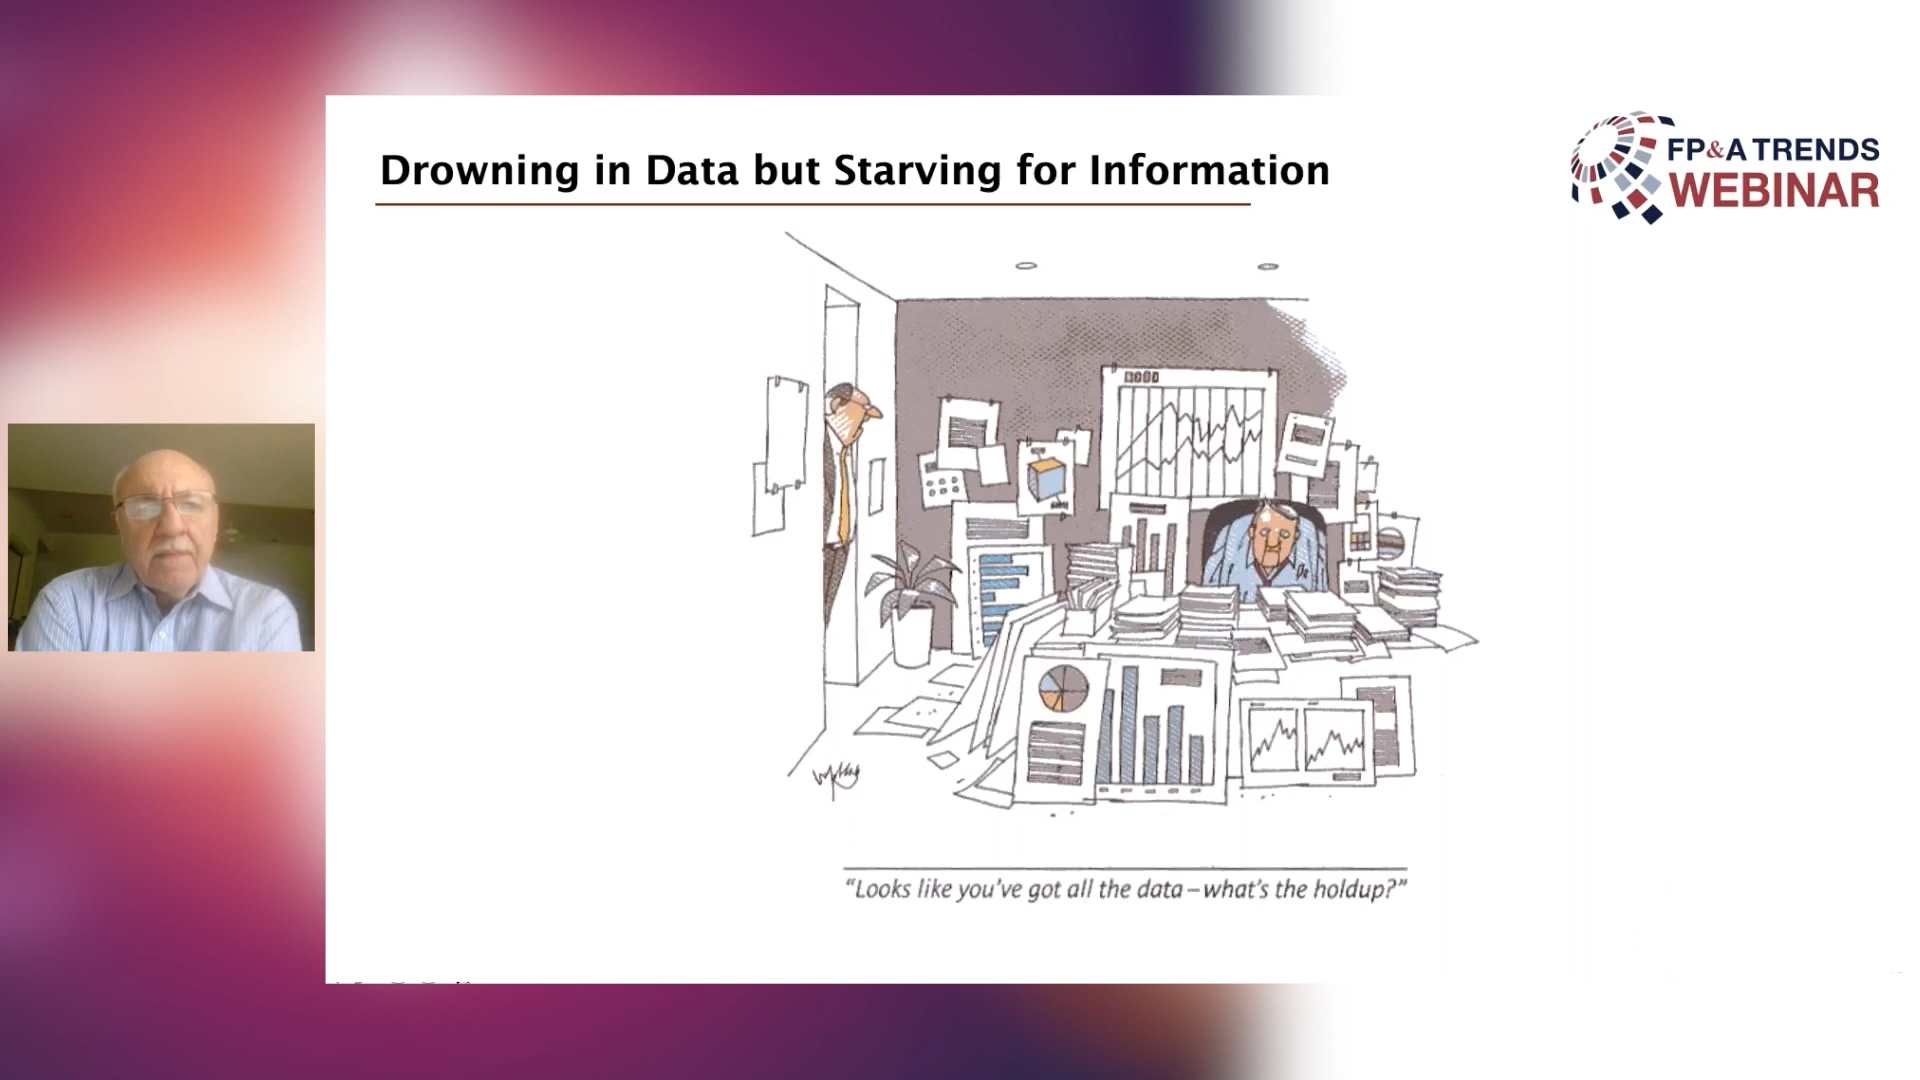 Drowning in Data but Starving for Information
FP&A TRENDS
WEBINAR
“Looks like you’ve got all the data – what’s the holdup?”